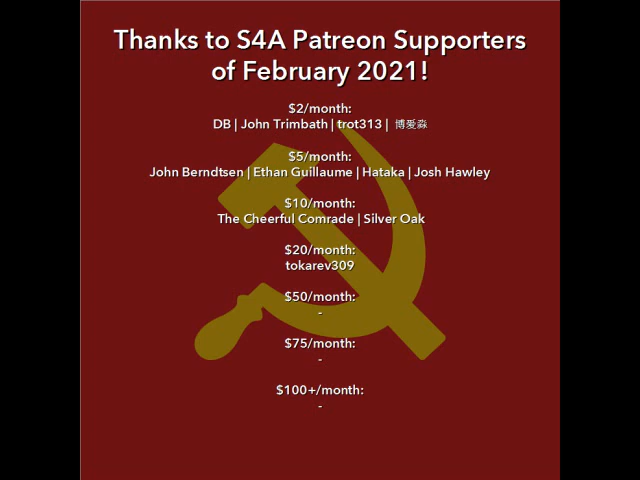 Thanks to S4A Patreon Supporters
of February 2021!
$2/month:
DB | John Trimbath | trot313 | 博爱淼
$5/month:
John Berndtsen | Ethan Guillaume | Hataka | Josh Hawley
$10/month:
The Cheerful Comrade | Silver Oak
$20/month:
tokarev309
$50/month:
-
$75/month:
-
$100+/month:
-